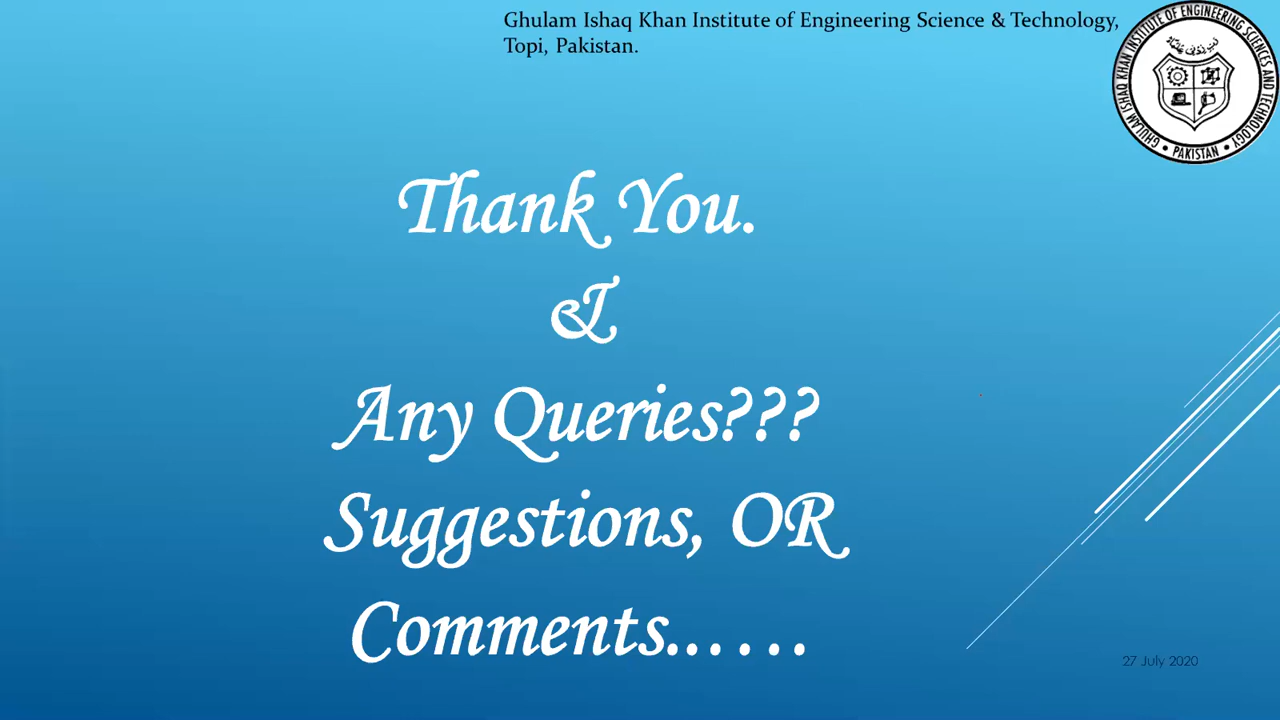 Ghulam Ishaq Khan Institute of Engineering Science & Technology,
Topi, Pakistan.
GHULAM ISHAQ KHAN INSTITUTE OF ENGINEERING SCIENCES AND TECHNOLOGY
• PAKISTAN •
Thank You.
&
Any Queries???
Suggestions, OR
Comments......
27 July 2020